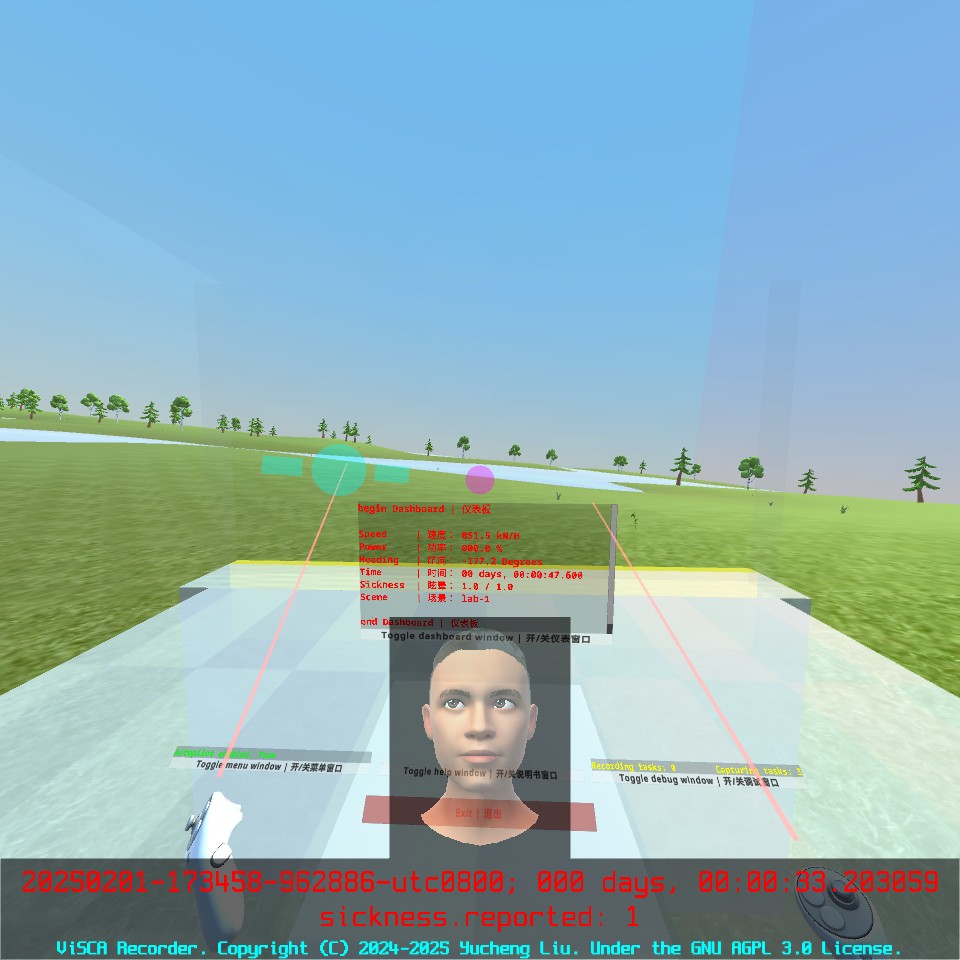 begin Dashboard | 仪表板
Speed | 速度： 051.5 kM/H
Power | 功率： 000.0 %
Heading | 方向： -177.2 Degrees
Time | 时间： 00 days, 00:00:47.600
Sickness | 眩晕： 1.0 / 1.0
Scene | 场景： lab-1
end Dashboard | 仪表板
Toggle dashboard window | 开/关仪表窗口
Toggle menu window | 开/关菜单窗口
Toggle help window | 开/关说明书窗口
Recording tasks: 0 Capturing tasks:
Toggle debug window | 开/关调试窗口
Exit | 退出
20250201-173458-962886-utc0800; 000 days, 00:00:33.203059
sickness.reported: 1
ViSCA Recorder. Copyright (C) 2024-2025 Yucheng Liu. Under the GNU AGPL 3.0 License.